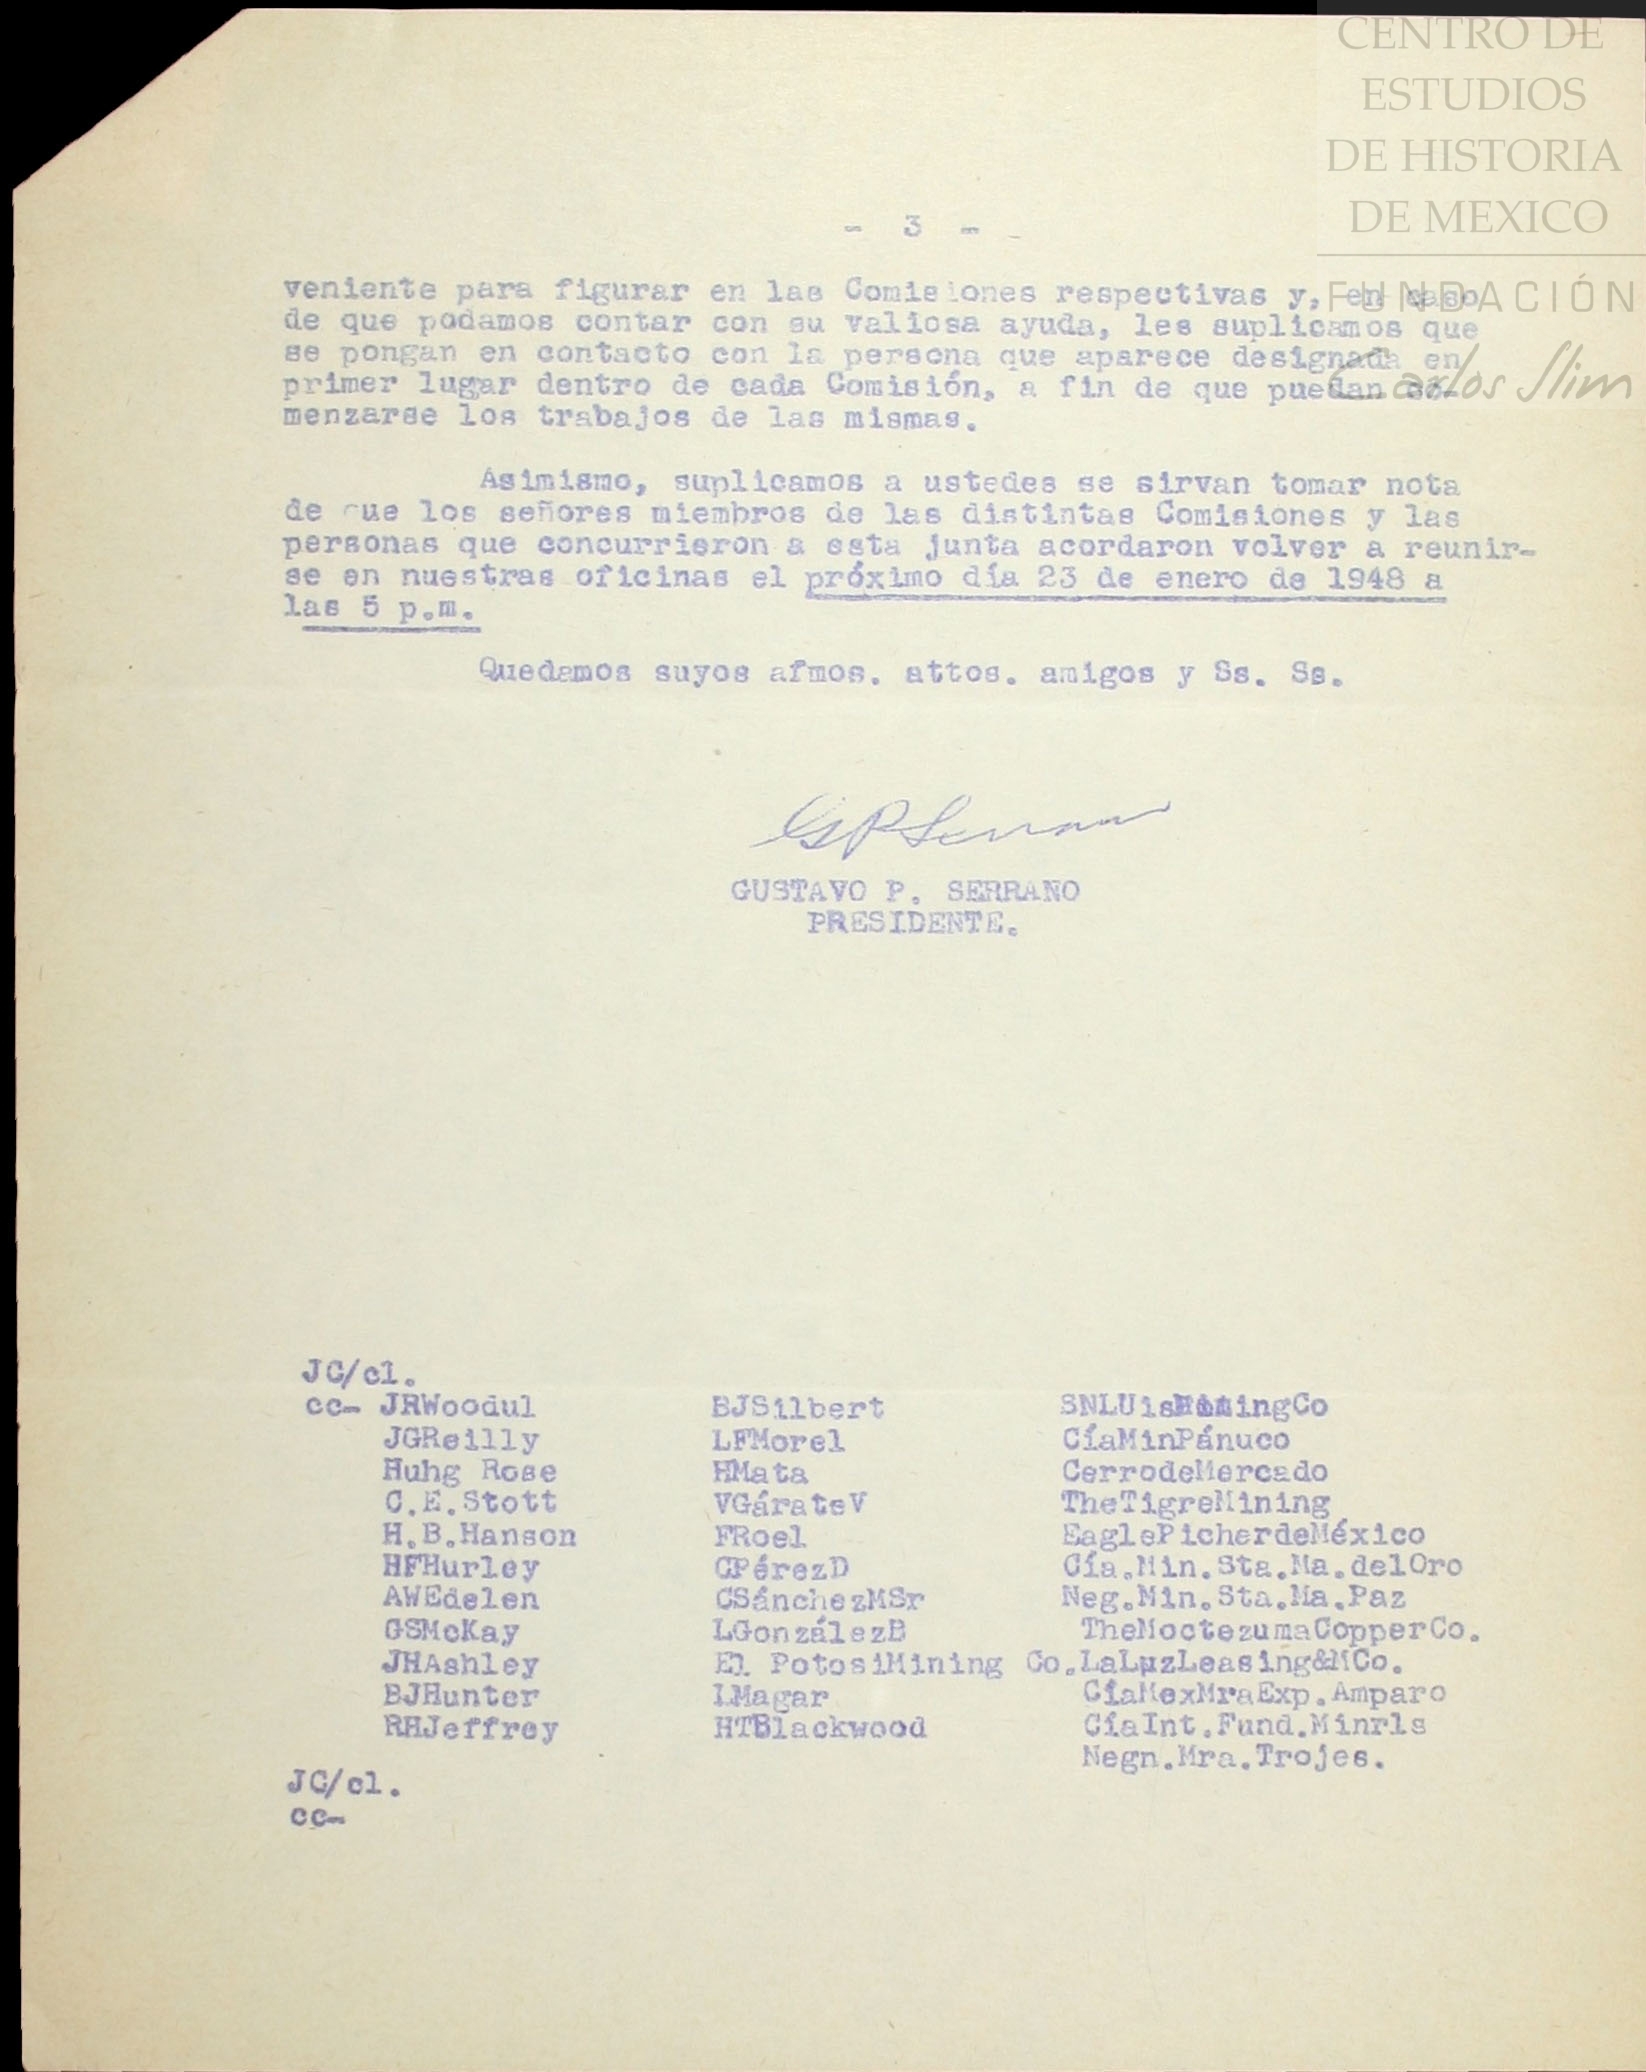 CENTRO DE
ESTUDIOS
DE HISTORIA
DE MEXICO
FUNDACIÓN
Carlos Slim
- 3 -
veniente para figurar en las Comisiones respectivas y, en caso
de que podamos contar con su valiosa ayuda, les suplicamos que
se pongan en contacto con la persona que aparece designada en
primer lugar dentro de cada Comisión, a fin de que puedan co-
menzarse los trabajos de las mismas.
Asimismo, suplicamos a ustedes se sirvan tomar nota
de que los señores miembros de las distintas Comisiones y las
personas que concurrieron a esta junta acordaron volver a reunir-
se en nuestras oficinas el próximo día 23 de enero de 1948 a
las 5 p.m.
Quedamos suyos afmos. attos. amigos y Ss. Ss.
GPSerrano
GUSTAVO P. SERRANO
PRESIDENTE.
JC/cl.
cc- JRWoodul BJSilbert MiningCo
JGReilly LFMorel CíaMinPánuco
Huhg Rose HMata CerrodeMercado
C.E.Stott VGárateV TheTigreMining
H.B.Hanson FRoel EaglePicherdeMéxico
HFHurley CPérezD Cía.Min.Sta.Ma.delOro
AWEdelen CSánchezMSr Neg.Min.Sta.Ma.Paz
GSMcKay LGonzálezB TheMoctezumaCopperCo.
JHAshley El PotosiMining Co.LaLuzLeasing&MCo.
BJHunter LMagar CíaMexMraExp.Amparo
RHJeffrey HTBlackwood CíaInt.Fund.Minrls
Negn.Mra.Trojes.
JC/cl.
cc-